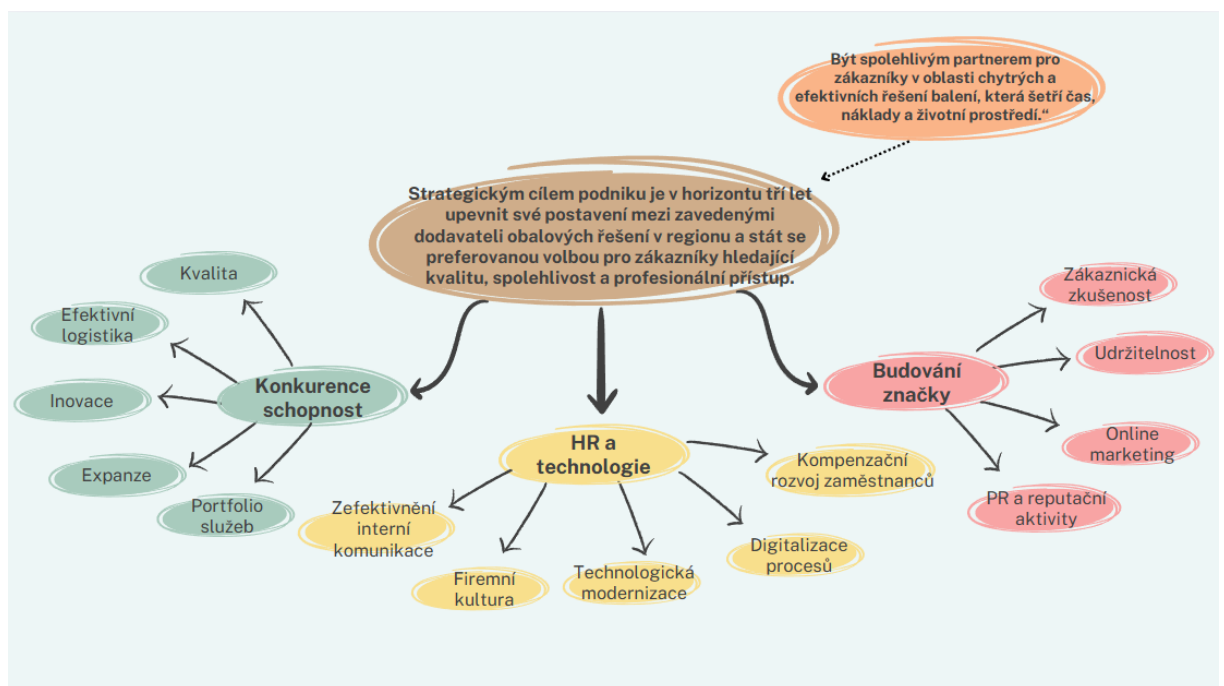 Být spolehlivým partnerem pro
zákazníky v oblasti chytrých a
efektivních řešení balení, která šetří čas,
náklady a životní prostředí.“
Strategickým cílem podniku je v horizontu tří let
upevnit své postavení mezi zavedenými
dodavateli obalových řešení v regionu a stát se
preferovanou volbou pro zákazníky hledající
kvalitu, spolehlivost a profesionální přístup.
Konkurence
schopnost
Kvalita
Efektivní
logistika
Inovace
Expanze
Portfolio
služeb
HR a
technologie
Zefektivnění
interní
komunikace
Firemní
kultura
Technologická
modernizace
Digitalizace
procesů
Kompenzační
rozvoj zaměstnanců
Budování
značky
Zákaznická
zkušenost
Udržitelnost
Online
marketing
PR a reputační
aktivity